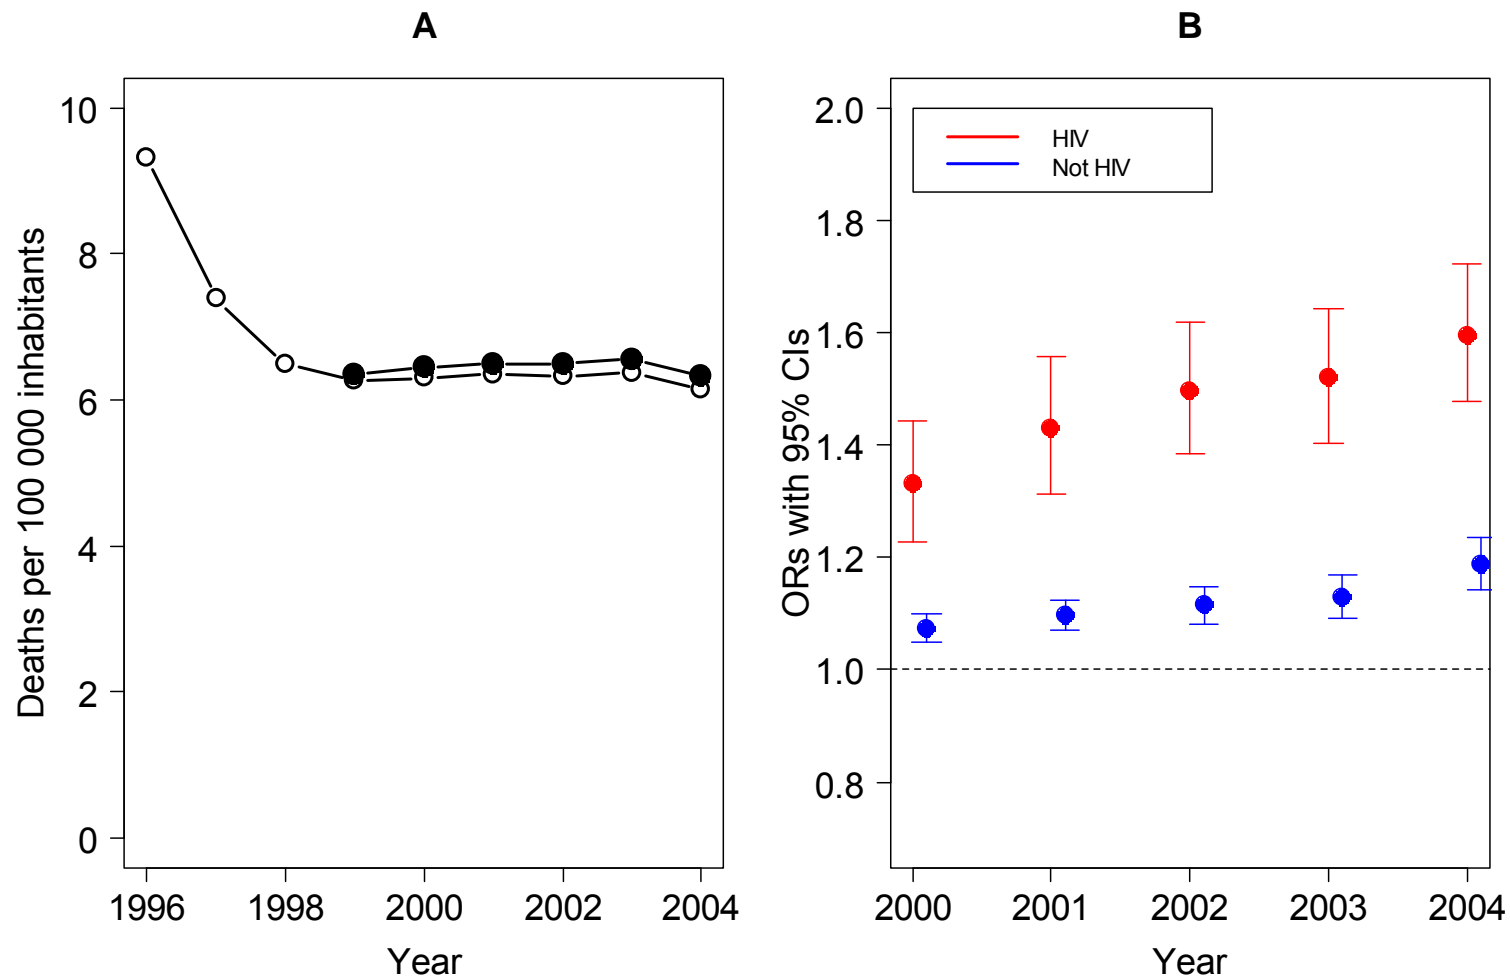 A
Deaths per 100 000 inhabitants
10
8
6
4
2
0
1996 1998 2000 2002 2004
Year
B
ORs with 95% CIs
2.0
1.8
1.6
1.4
1.2
1.0
0.8
HIV
Not HIV
2000 2001 2002 2003 2004
Year